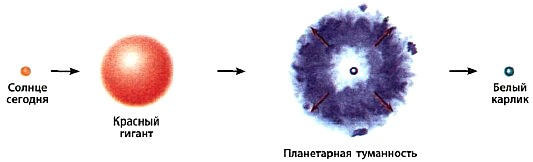 Солнце
сегодня
Красный
гигант
Планетарная туманность
Белый
карлик